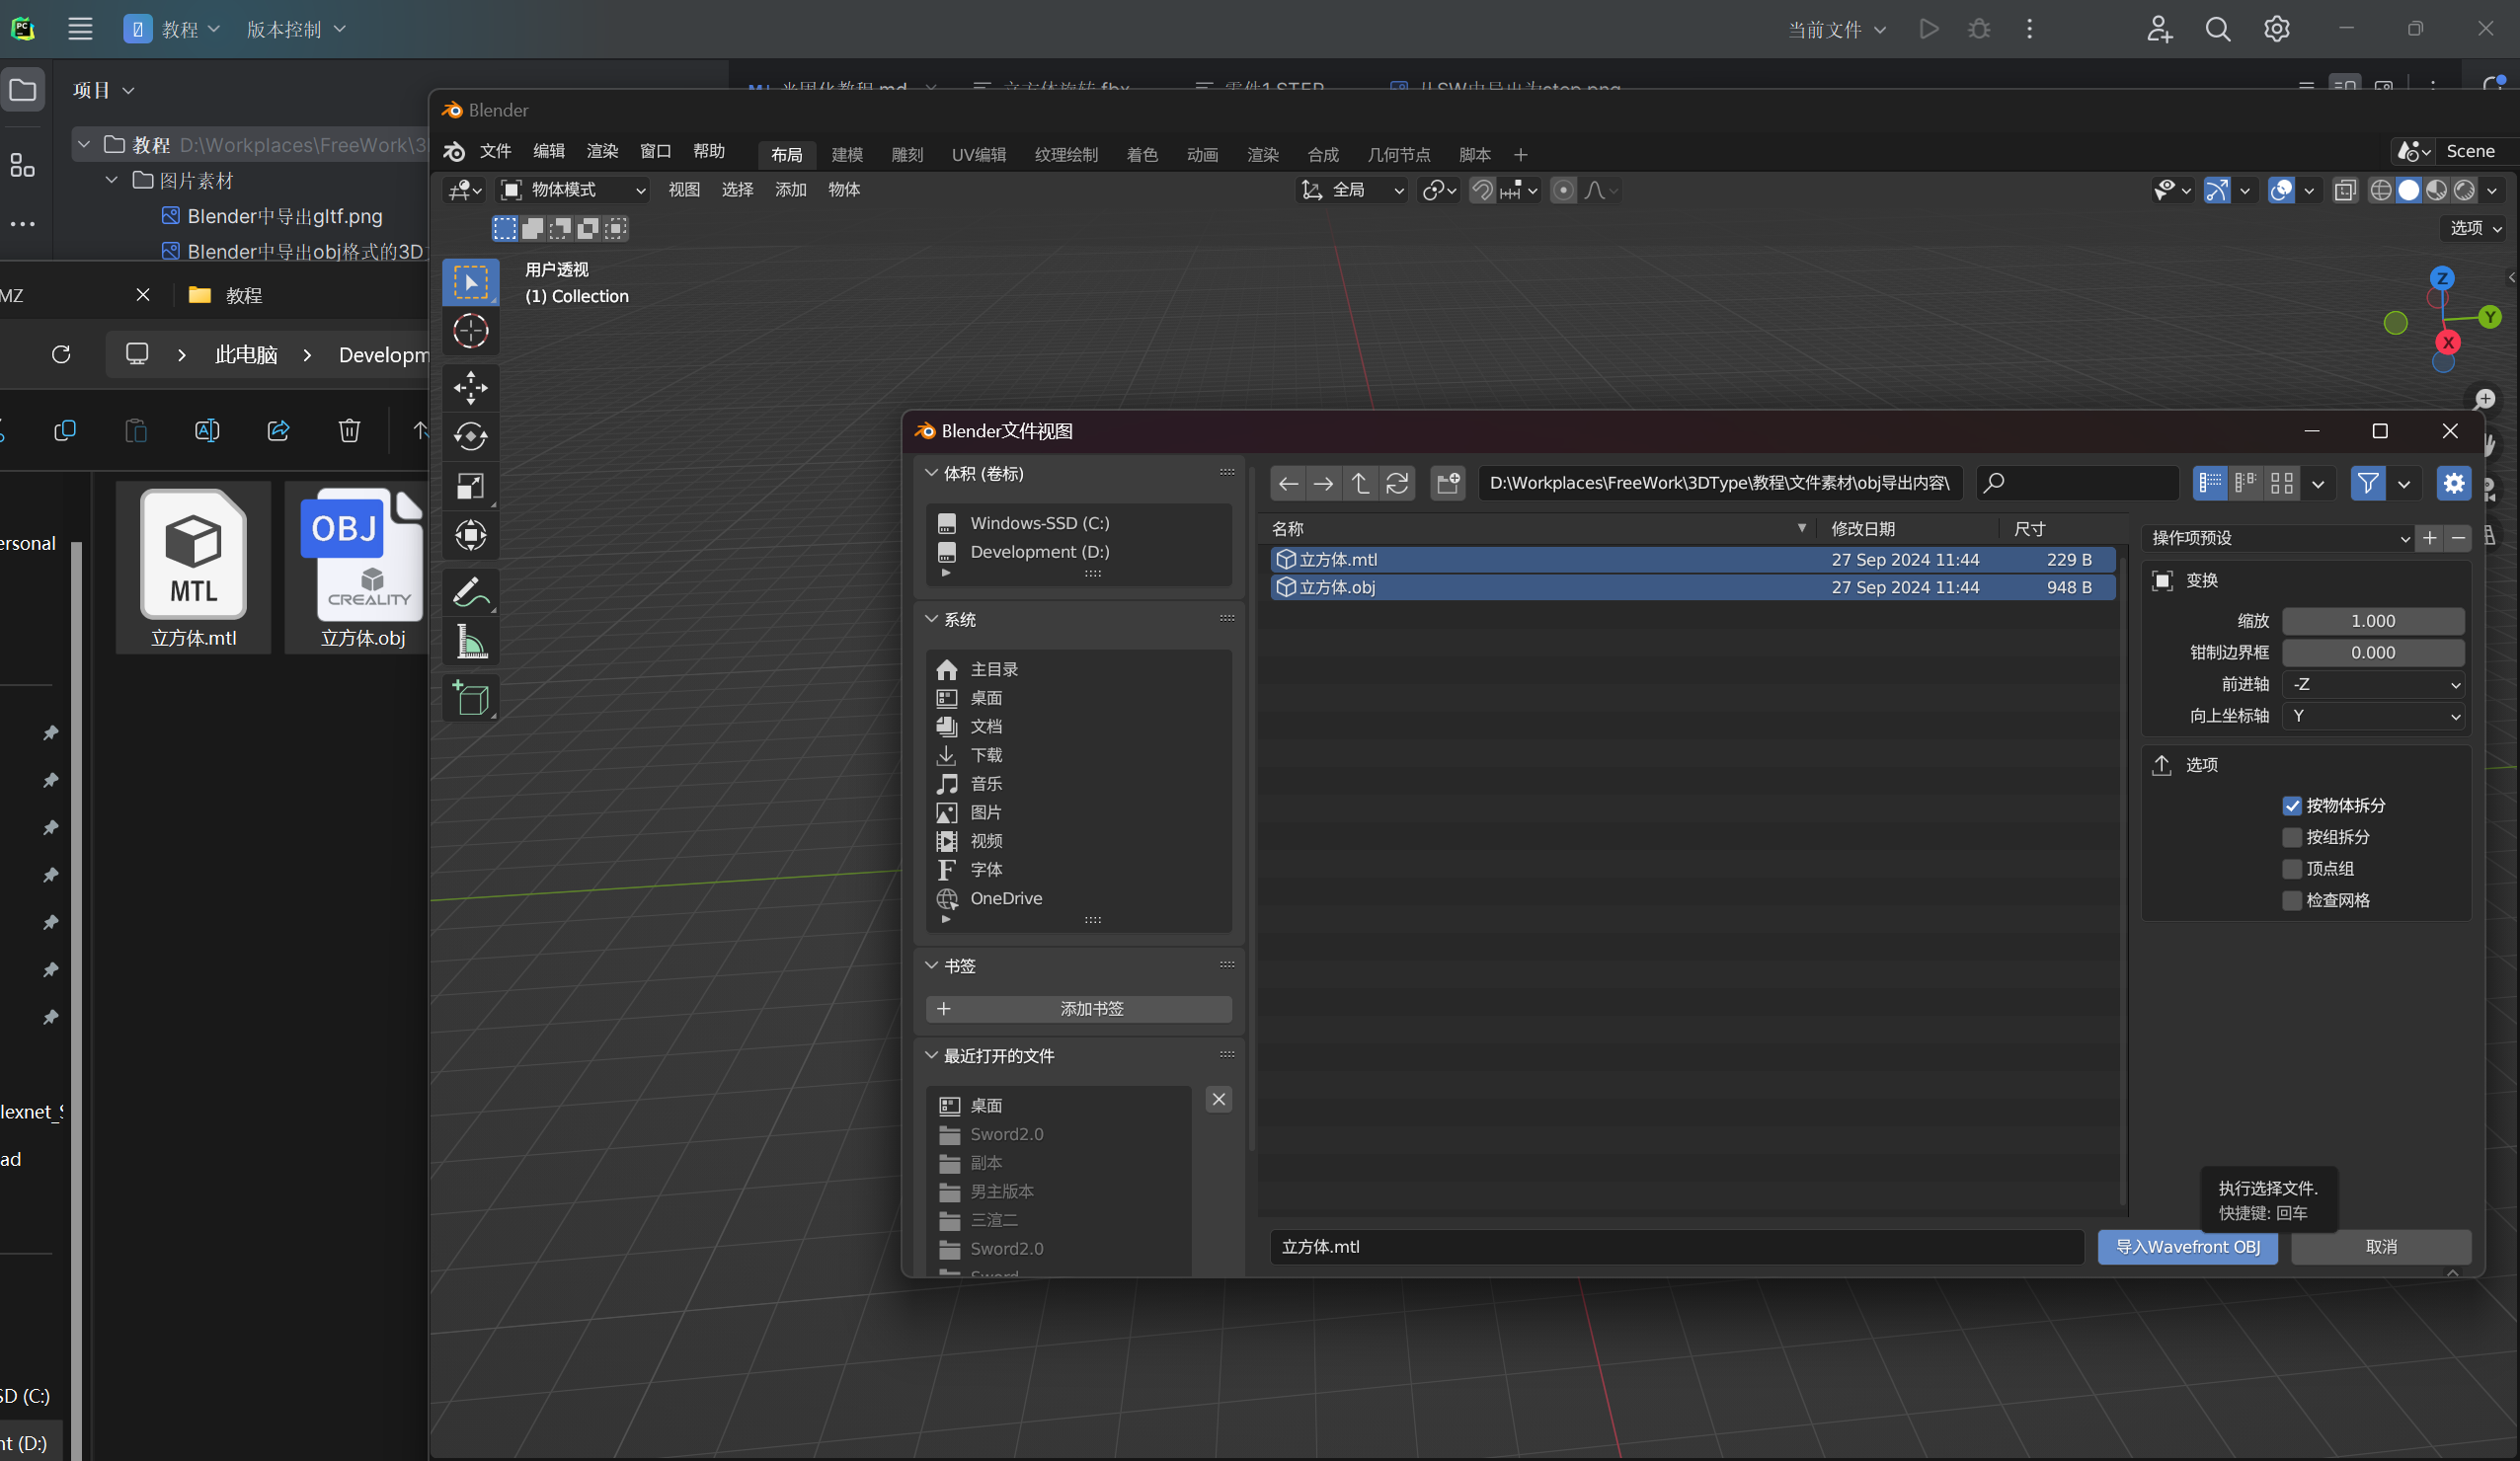 教程
版本控制
当前文件
项目
教程 D:\Workplaces\FreeWork\3
图片素材
Blender中导出gltf.png
Blender中导出obj格式的3D
MZ
教程
此电脑
Developm
ersonal
MTL
立方体.mtl
OBJ
CREALITY
立方体.obj
lexnet_S
ad
SD (C:)
nt (D:)
Blender
文件 编辑 渲染 窗口 帮助
布局 建模 雕刻 UV编辑 纹理绘制 着色 动画 渲染 合成 几何节点 脚本 +
Scene
物体模式 视图 选择 添加 物体
全局
选项
用户透视
(1) Collection
Z
Y
X
Blender文件视图
体积 (卷标)
Windows-SSD (C:)
Development (D:)
系统
主目录
桌面
文档
下载
音乐
图片
视频
字体
OneDrive
书签
添加书签
最近打开的文件
桌面
Sword2.0
副本
男主版本
三渲二
Sword2.0
D:\Workplaces\FreeWork\3DType\教程\文件素材\obj导出内容\
名称 修改日期 尺寸
立方体.mtl 27 Sep 2024 11:44 229 B
立方体.obj 27 Sep 2024 11:44 948 B
操作项预设
变换
缩放 1.000
钳制边界框 0.000
前进轴 -Z
向上坐标轴 Y
选项
按物体拆分
按组拆分
顶点组
检查网格
执行选择文件.
快捷键: 回车
立方体.mtl
导入Wavefront OBJ
取消